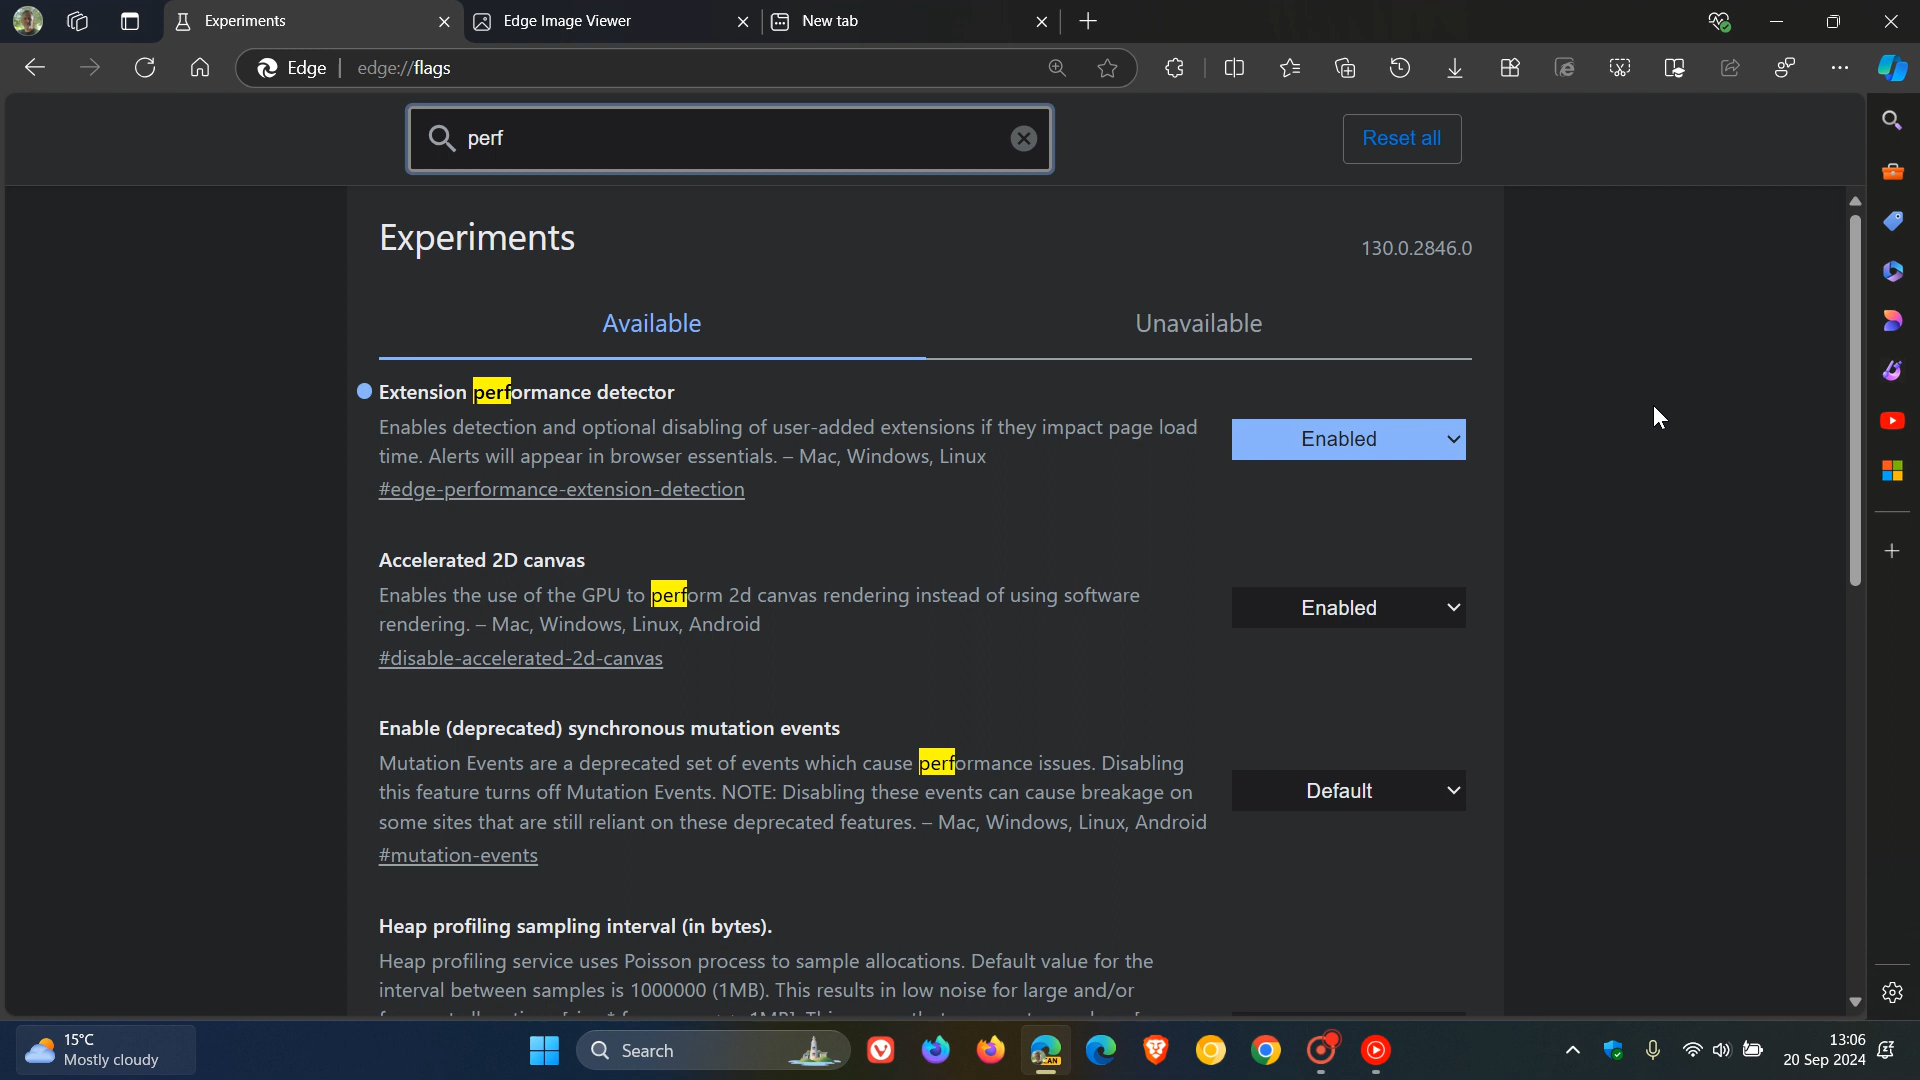 Experiments
Edge Image Viewer
New tab
Edge
edge://flags
perf
Reset all
Experiments
130.0.2846.0
Available
Unavailable
Extension performance detector
Enables detection and optional disabling of user-added extensions if they impact page load
time. Alerts will appear in browser essentials. – Mac, Windows, Linux
#edge-performance-extension-detection
Enabled
Accelerated 2D canvas
Enables the use of the GPU to perform 2d canvas rendering instead of using software
rendering. – Mac, Windows, Linux, Android
#disable-accelerated-2d-canvas
Enabled
Enable (deprecated) synchronous mutation events
Mutation Events are a deprecated set of events which cause performance issues. Disabling
this feature turns off Mutation Events. NOTE: Disabling these events can cause breakage on
some sites that are still reliant on these deprecated features. – Mac, Windows, Linux, Android
#mutation-events
Default
Heap profiling sampling interval (in bytes).
Heap profiling service uses Poisson process to sample allocations. Default value for the
interval between samples is 1000000 (1MB). This results in low noise for large and/or
15°C
Mostly cloudy
Search
CAN
13:06
20 Sep 2024